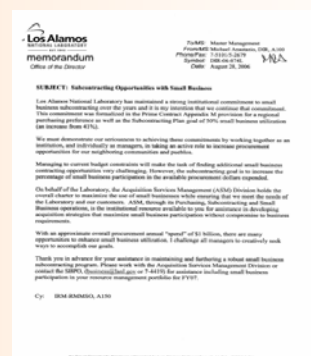 Los Alamos
NATIONAL LABORATORY
memorandum
Office of the Director
To/MS: Master Management
From/MS: Michael Anastasio, DIR, A100
Phone/Fax:
Symbol:
Date: August 28, 2006
SUBJECT: Subcontracting Opportunities with Small Business
Los Alamos National Laboratory has maintained a strong institutional commitment to small
business subcontracting over the years and it is my intention that we continue that commitment.
This commitment was formalized in the Prime Contract Appendix M provision for a regional
purchasing preference as well as the Subcontracting Plan goal of 50% small business utilization
(an increase from 41%).
We must demonstrate our seriousness to achieving these commitments by working together as an
institution, and individually as managers, in taking an active role to increase procurement
opportunities for our neighboring communities and pueblos.
Managing to current budget constraints will make the task of finding additional small business
contracting opportunities very challenging. However, the subcontracting goal is to increase the
percentage of small business participation in the available procurement dollars expended.
On behalf of the Laboratory, the Acquisition Services Management (ASM) Division holds the
overall charter to maximize the use of small businesses while ensuring that we meet the needs of
the Laboratory and our customers. ASM, through its Purchasing, Subcontracting and Small
Business operations, is the institutional resource available to you for assistance in developing
acquisition strategies that maximize small business participation without compromise to business
requirements.
With an approximate overall procurement annual "spend" of $1 billion, there are many
opportunities to enhance small business utilization. I challenge all managers to creatively seek
ways to accomplish our goals.
Thank you in advance for your assistance in maintaining and furthering a robust small business
subcontracting program. Please work with the Acquisition Services Management Division or
contact the SBPO, (business@lanl.gov or 7-4419) for assistance including small business
participation in your resource management portfolio for FY07.
Cy: IRM-RMMSO, A150